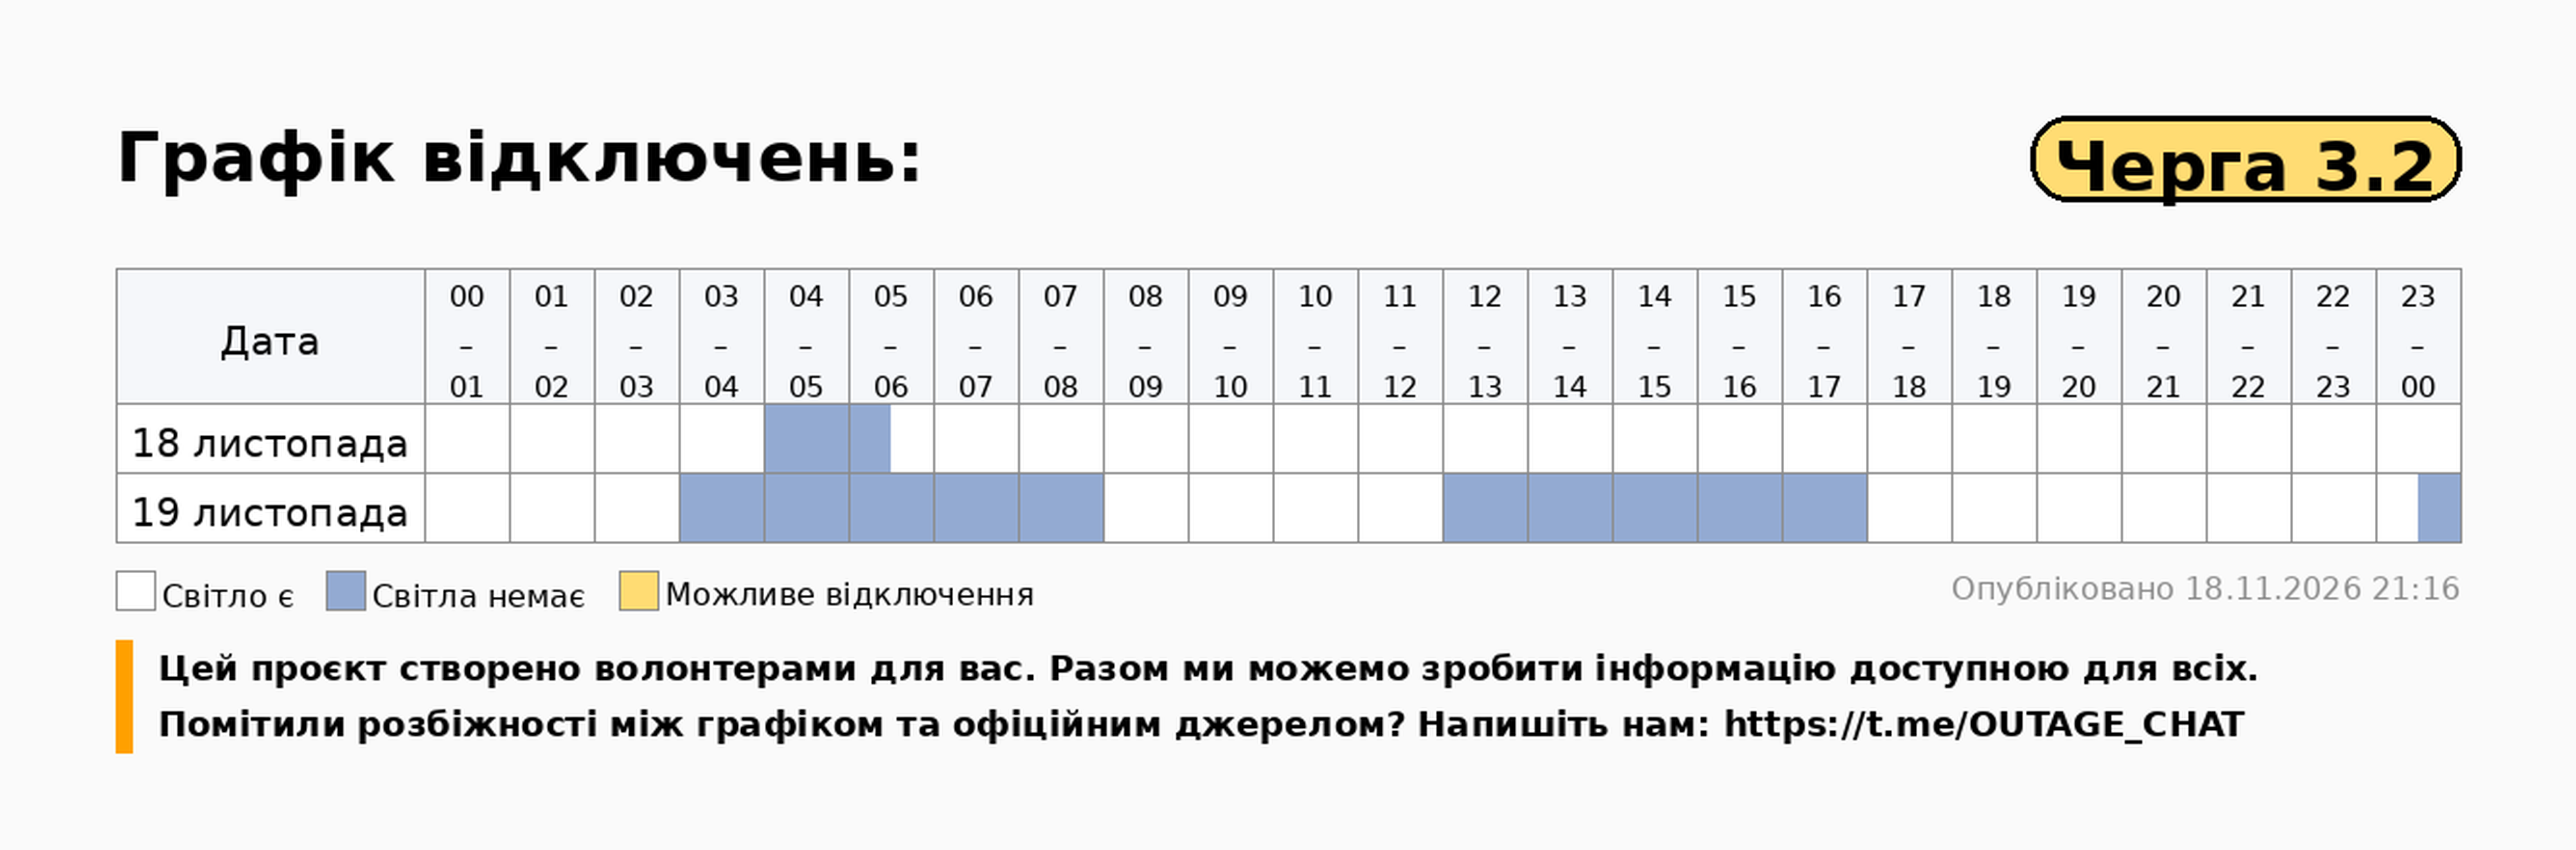 Графік відключень:
Черга 3.2
Дата 00 – 01 01 – 02 02 – 03 03 – 04 04 – 05 05 – 06 06 – 07 07 – 08 08 – 09 09 – 10 10 – 11 11 – 12 12 – 13 13 – 14 14 – 15 15 – 16 16 – 17 17 – 18 18 – 19 19 – 20 20 – 21 21 – 22 22 – 23 23 – 00
18 листопада
19 листопада
Світло є Світла немає Можливе відключення
Опубліковано 18.11.2026 21:16
Цей проєкт створено волонтерами для вас. Разом ми можемо зробити інформацію доступною для всіх.
Помітили розбіжності між графіком та офіційним джерелом? Напишіть нам: https://t.me/OUTAGE_CHAT